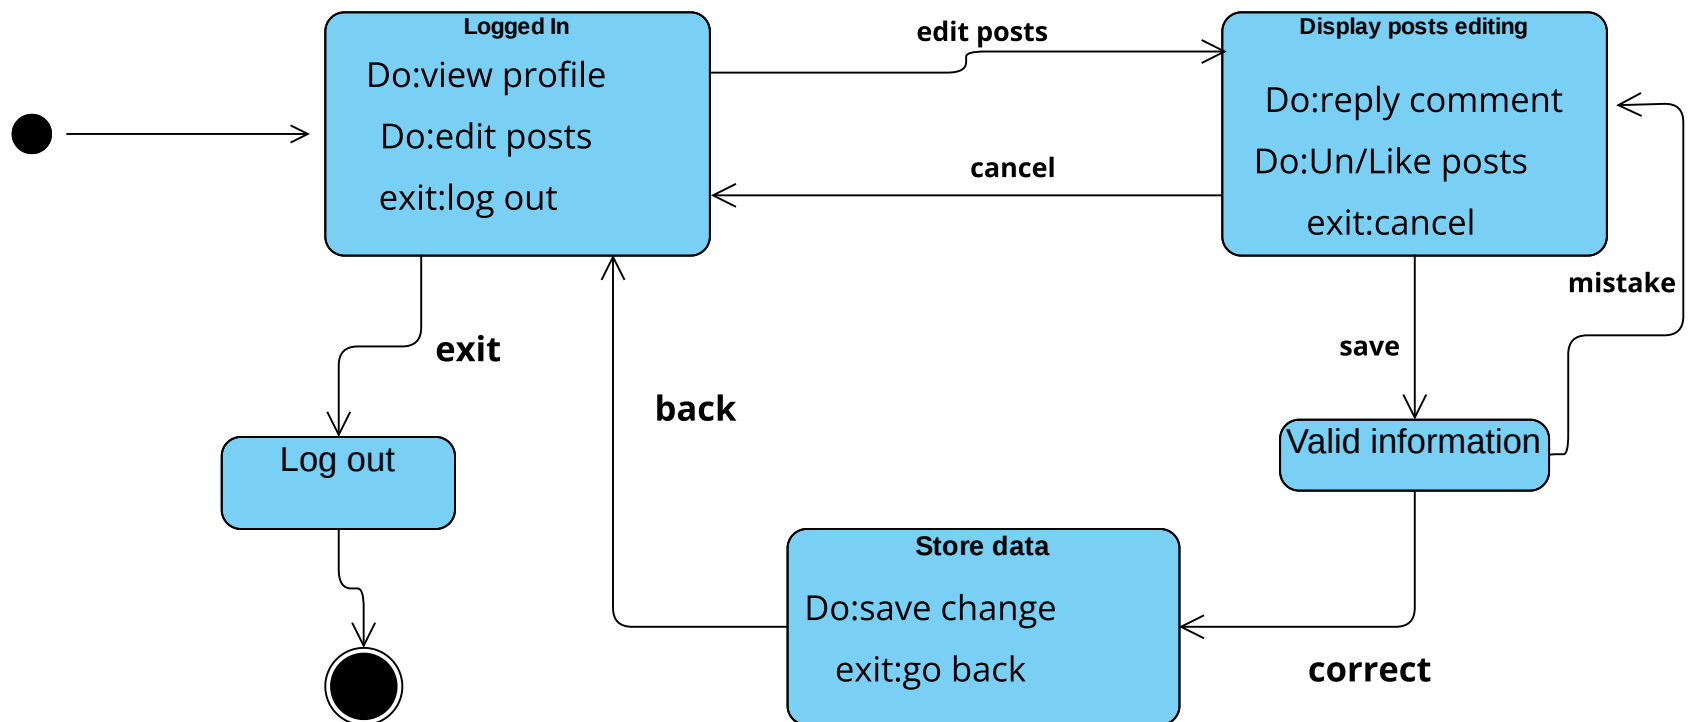 Logged In
Do:view profile
Do:edit posts
exit:log out
edit posts
cancel
Display posts editing
Do:reply comment
Do:Un/Like posts
exit:cancel
mistake
save
exit
back
Log out
Valid information
Store data
Do:save change
exit:go back
correct